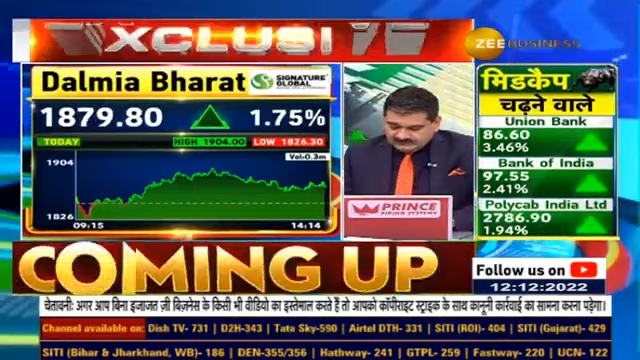 XCLUSI
ZEE BUSINESS
Dalmia Bharat
SIGNATURE GLOBAL
1879.80 1.75%
TODAY HIGH 1904.00 LOW 1826.30
Vol:0.3m
1904
1826
09:15 14:14
PRINCE
PIPING SYSTEMS
मिडकैप
चढ़ने वाले
Union Bank
86.60
3.46%
Bank of India
97.55
2.41%
Polycab India Ltd
2786.90
1.94%
COMING UP
Follow us on
12:12:2022
चेतावनी: अगर आप बिना इजाजत ज़ी बिज़नेस के किसी भी वीडियो का इस्तेमाल करते हैं तो आपको कॉपीराइट स्ट्राइक के साथ कानूनी कार्रवाई का सामना करना पड़ेगा.
Channel available on: Dish TV- 731 | D2H-343 | Tata Sky-590 | Airtel DTH- 331 | SITI (ROI) - 404 | SITI (Gujarat) - 429
SITI (Bihar & Jharkhand, WB)- 186 | DEN-355/356 | Hathway- 241 | GTPL- 259 | Fastway- 220 | UCN- 122